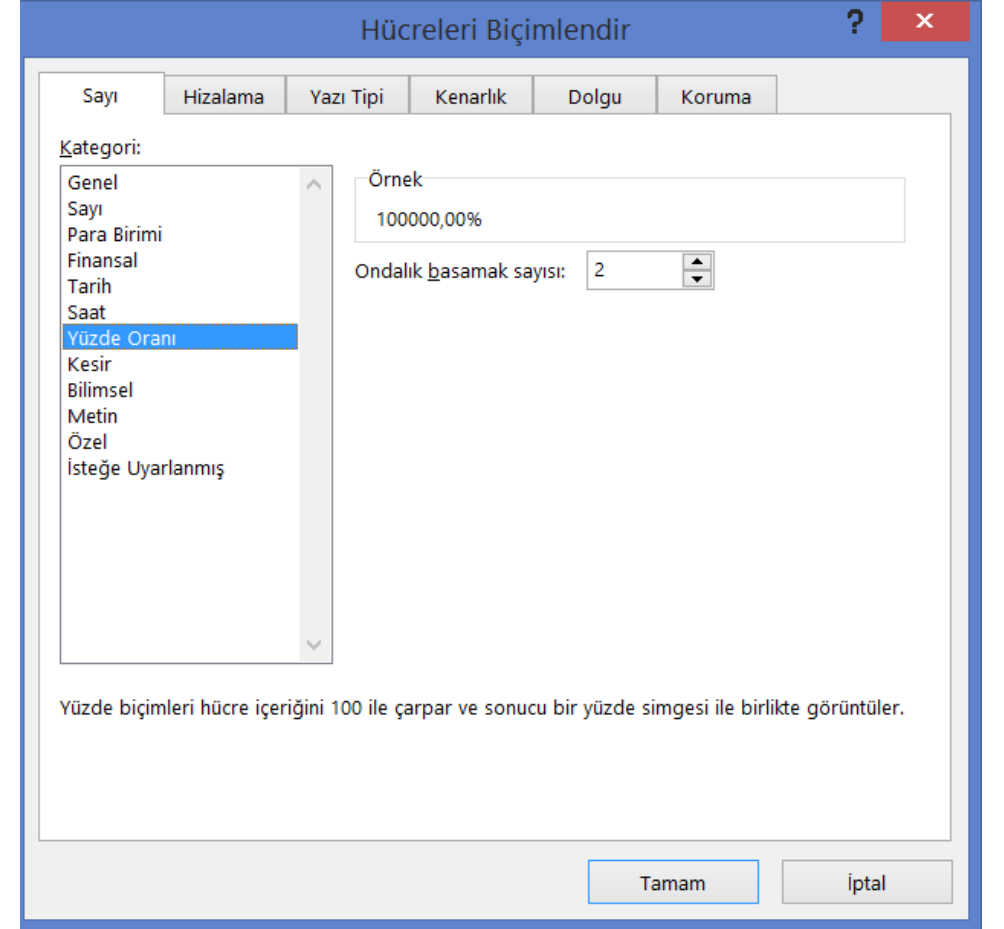 Hücreleri Biçimlendir
?
x
Sayı Hizalama Yazı Tipi Kenarlık Dolgu Koruma
Kategori:
Genel
Sayı
Para Birimi
Finansal
Tarih
Saat
Yüzde Oranı
Kesir
Bilimsel
Metin
Özel
İsteğe Uyarlanmış
Örnek
100000,00%
Ondalık basamak sayısı: 2
Yüzde biçimleri hücre içeriğini 100 ile çarpar ve sonucu bir yüzde simgesi ile birlikte görüntüler.
Tamam İptal